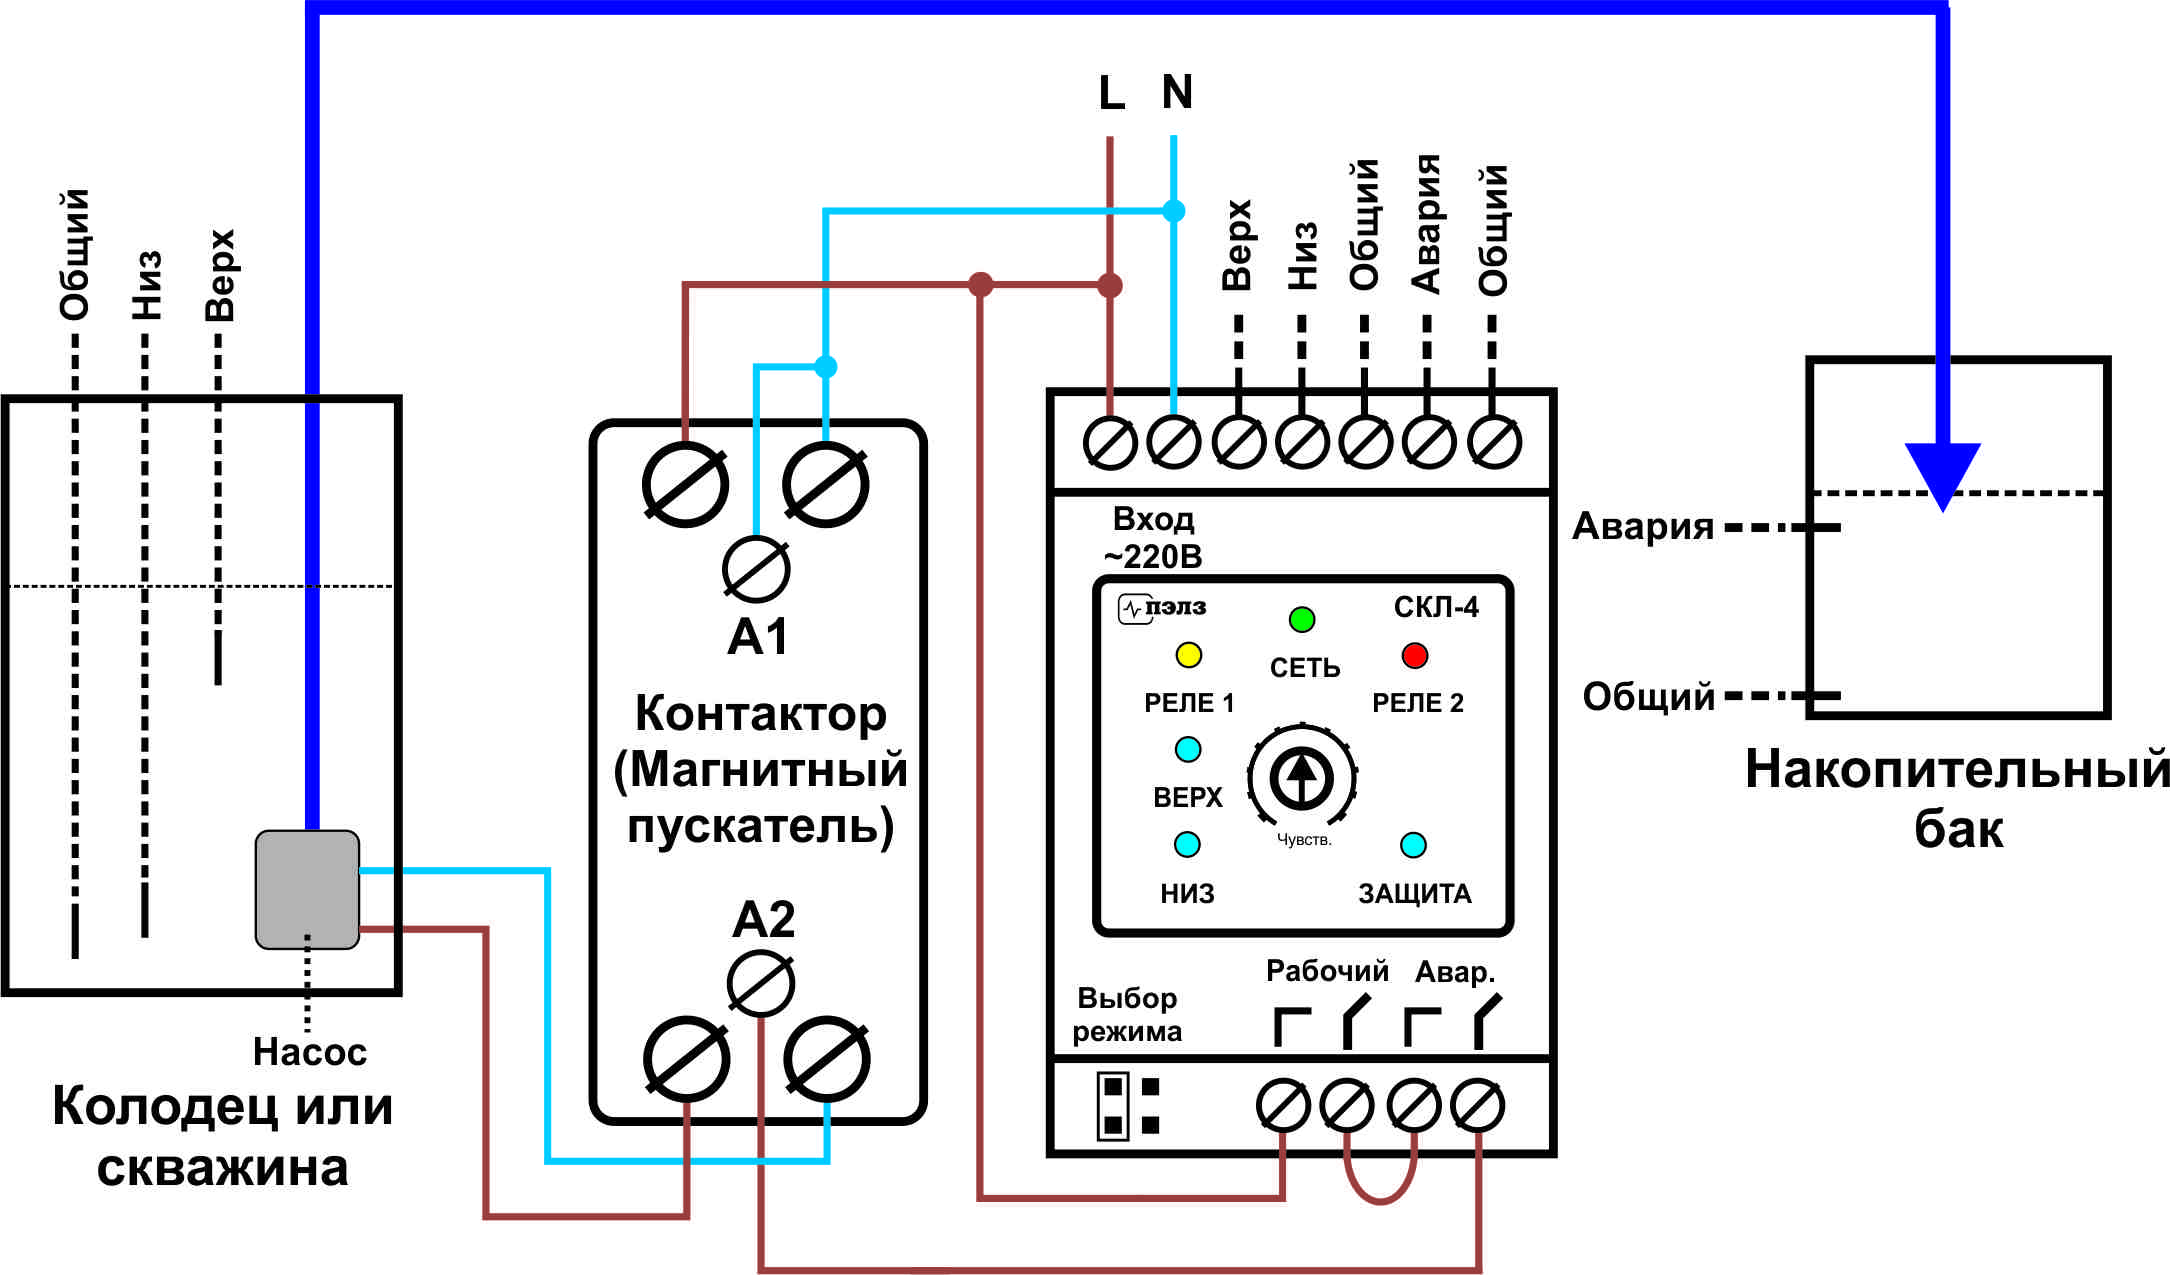 L N
Общий
Низ
Верх
Верх
Низ
Общий
Авария
Общий
Вход
~220В
пэлз
СКЛ-4
СЕТЬ
РЕЛЕ 1
РЕЛЕ 2
ВЕРХ
Чувств.
НИЗ
ЗАЩИТА
Рабочий Авар.
Выбор
режима
A1
Контактор
(Магнитный
пускатель)
A2
Насос
Колодец или
скважина
Авария
Общий
Накопительный
бак